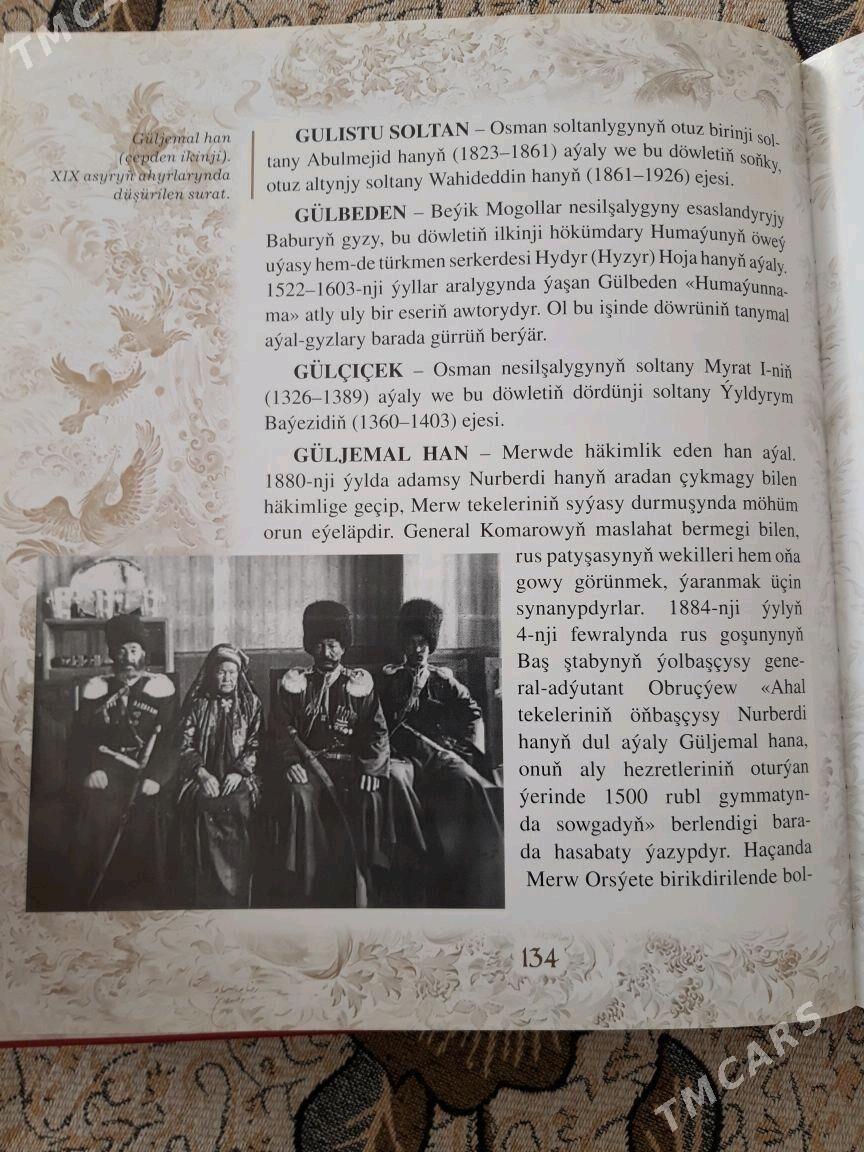 TMCARS
Güljemal han
(çepden ikinji).
XIX asyryň ahyrlarynda
düşürilen surat.
GULISTU SOLTAN – Osman soltanlygynyň otuz birinji sol-
tany Abulmejid hanyň (1823–1861) aýaly we bu döwletiň soňky,
otuz altynjy soltany Wahideddin hanyň (1861–1926) ejesi.
GÜLBEDEN – Beýik Mogollar nesilşalygyny esaslandyryjy
Baburyň gyzy, bu döwletiň ilkinji hökümdary Humaýunyň öweý
uýasy hem-de türkmen serkerdesi Hydyr (Hyzyr) Hoja hanyň aýaly.
1522–1603-nji ýyllar aralygynda ýaşan Gülbeden «Humaýunna-
ma» atly uly bir eseriň awtorydyr. Ol bu işinde döwrüniň tanymal
aýal-gyzlary barada gürrüň berýär.
GÜLÇIÇEK – Osman nesilşalygynyň soltany Myrat I-niň
(1326–1389) aýaly we bu döwletiň dördünji soltany Ýyldyrym
Baýezidiň (1360–1403) ejesi.
GÜLJEMAL HAN – Merwde häkimlik eden han aýal.
1880-nji ýylda adamsy Nurberdi hanyň aradan çykmagy bilen
häkimlige geçip, Merw tekeleriniň syýasy durmuşynda möhüm
orun eýeläpdir. General Komarowyň maslahat bermegi bilen,
rus patyşasynyň wekilleri hem oňa
gowy görünmek, ýaranmak üçin
synanypdyrlar. 1884-nji ýylyň
4-nji fewralynda rus goşunynyň
Baş ştabynyň ýolbaşçysy gene-
ral-adýutant Obruçýew «Ahal
tekeleriniň öňbaşçysy Nurberdi
hanyň dul aýaly Güljemal hana,
onuň aly hezretleriniň oturýan
ýerinde 1500 rubl gymmatyn-
da sowgadyň» berlendigi bara-
da hasabaty ýazypdyr. Haçanda
Merw Orsýete birikdirilende bol-
134
TMCARS